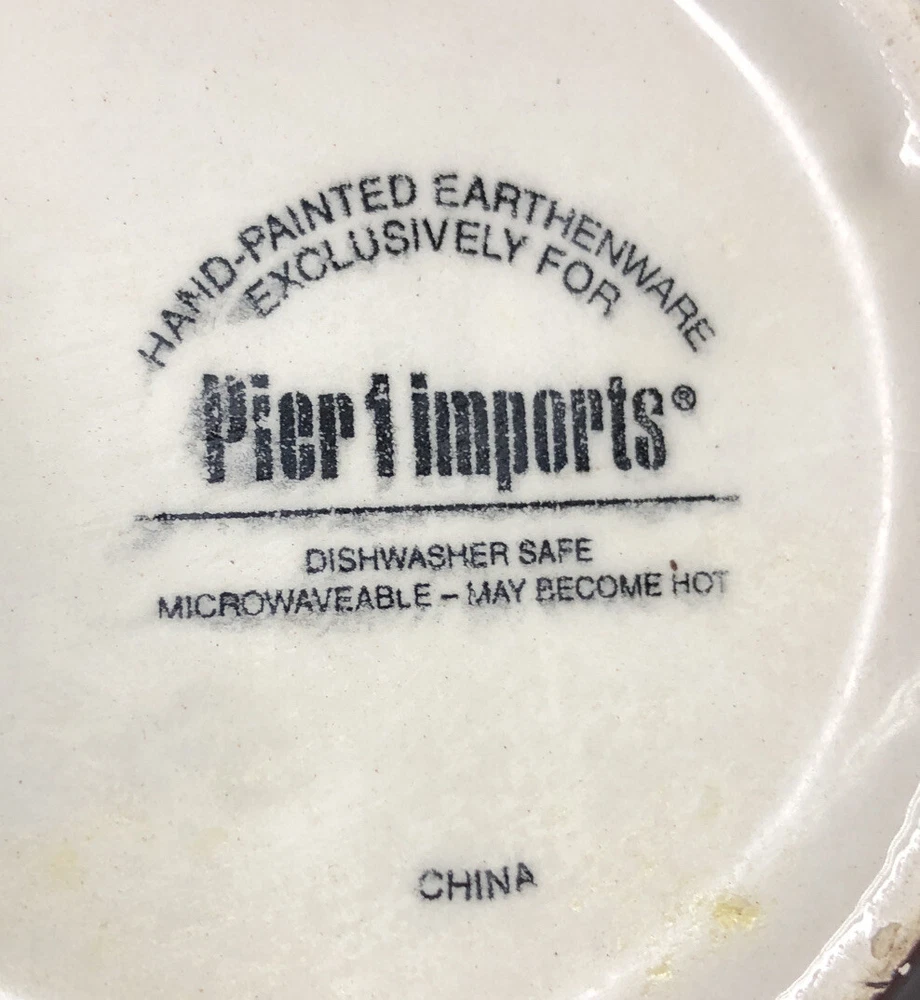 HAND-PAINTED EARTHENWARE
EXCLUSIVELY FOR
Pier 1 imports®
DISHWASHER SAFE
MICROWAVEABLE – MAY BECOME HOT
CHINA